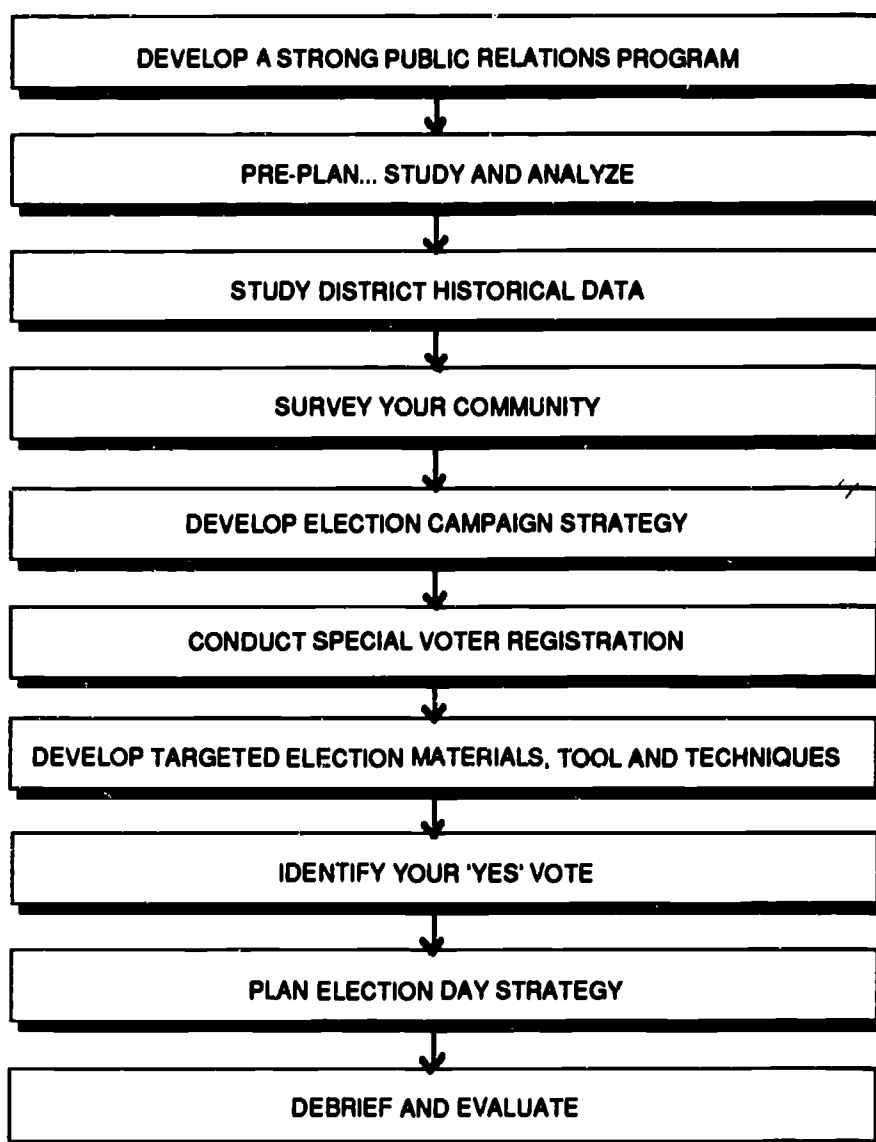 DEVELOP A STRONG PUBLIC RELATIONS PROGRAM
PRE-PLAN... STUDY AND ANALYZE
STUDY DISTRICT HISTORICAL DATA
SURVEY YOUR COMMUNITY
DEVELOP ELECTION CAMPAIGN STRATEGY
CONDUCT SPECIAL VOTER REGISTRATION
DEVELOP TARGETED ELECTION MATERIALS, TOOL AND TECHNIQUES
IDENTIFY YOUR 'YES' VOTE
PLAN ELECTION DAY STRATEGY
DEBRIEF AND EVALUATE